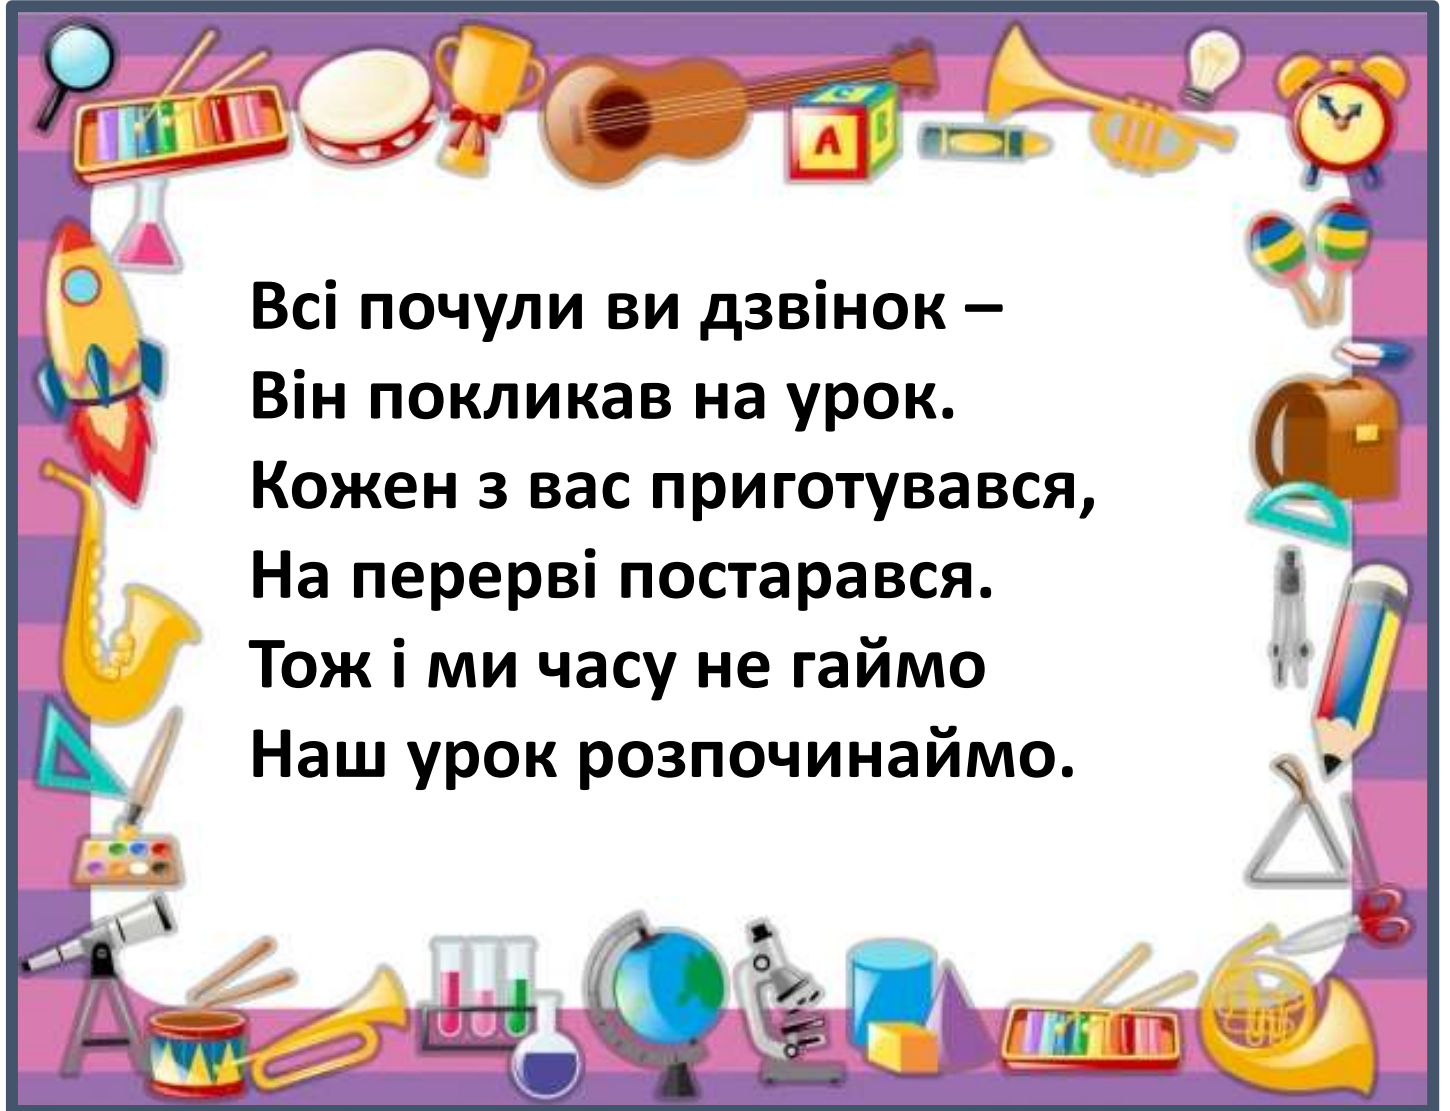 Всі почули ви дзвінок –
Він покликав на урок.
Кожен з вас приготувався,
На перерві постарався.
Тож і ми часу не гаймо
Наш урок розпочинаймо.
A
B
C